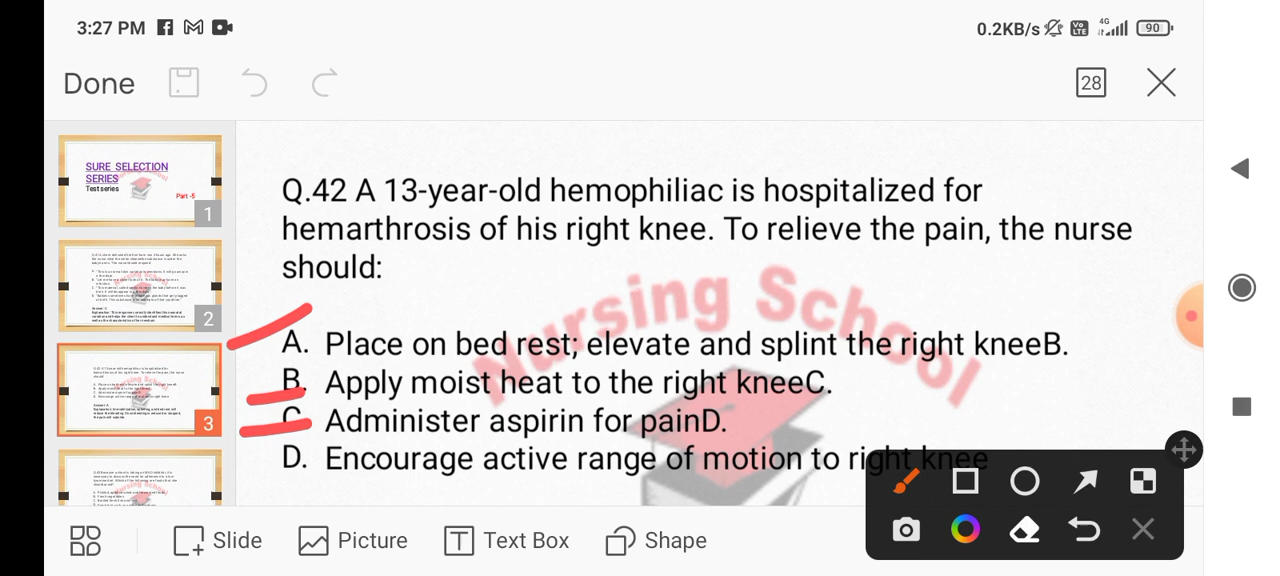 3:27 PM
0.2KB/s Vo LTE 4G 90
Done
28
SURE SELECTION
SERIES
Test series
Part -5
1
2
3
Q.42 A 13-year-old hemophiliac is hospitalized for
hemarthrosis of his right knee. To relieve the pain, the nurse
should:
A. Place on bed rest; elevate and splint the right kneeB.
B. Apply moist heat to the right kneeC.
C. Administer aspirin for painD.
D. Encourage active range of motion to right knee
Nursing School
Slide
Picture
Text Box
Shape